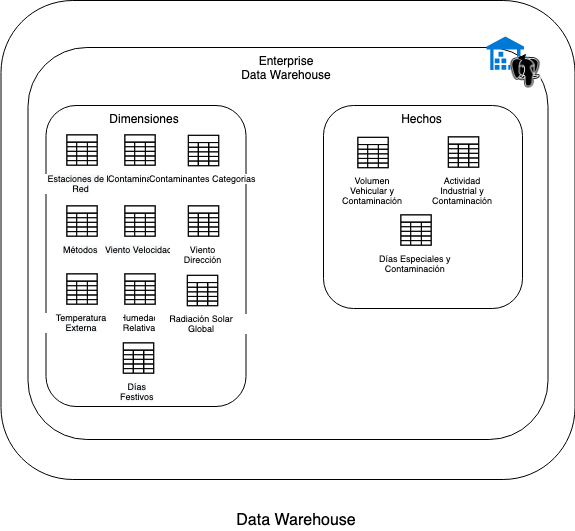 Enterprise
Data Warehouse
Dimensiones
Hechos
Estaciones de
Red
Contamina
Contaminantes Categorias
Volumen
Vehicular y
Contaminación
Actividad
Industrial y
Contaminación
Métodos
Viento Velocidad
Viento
Dirección
Días Especiales y
Contaminación
Temperatura
Externa
Humedad
Relativa
Radiación Solar
Global
Días
Festivos
Data Warehouse